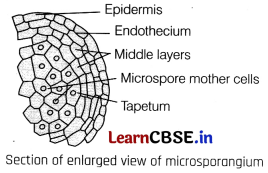 Epidermis
Endothecium
Middle layers
Microspore mother cells
Tapetum
LearnCBSE.in
Section of enlarged view of microsporangium